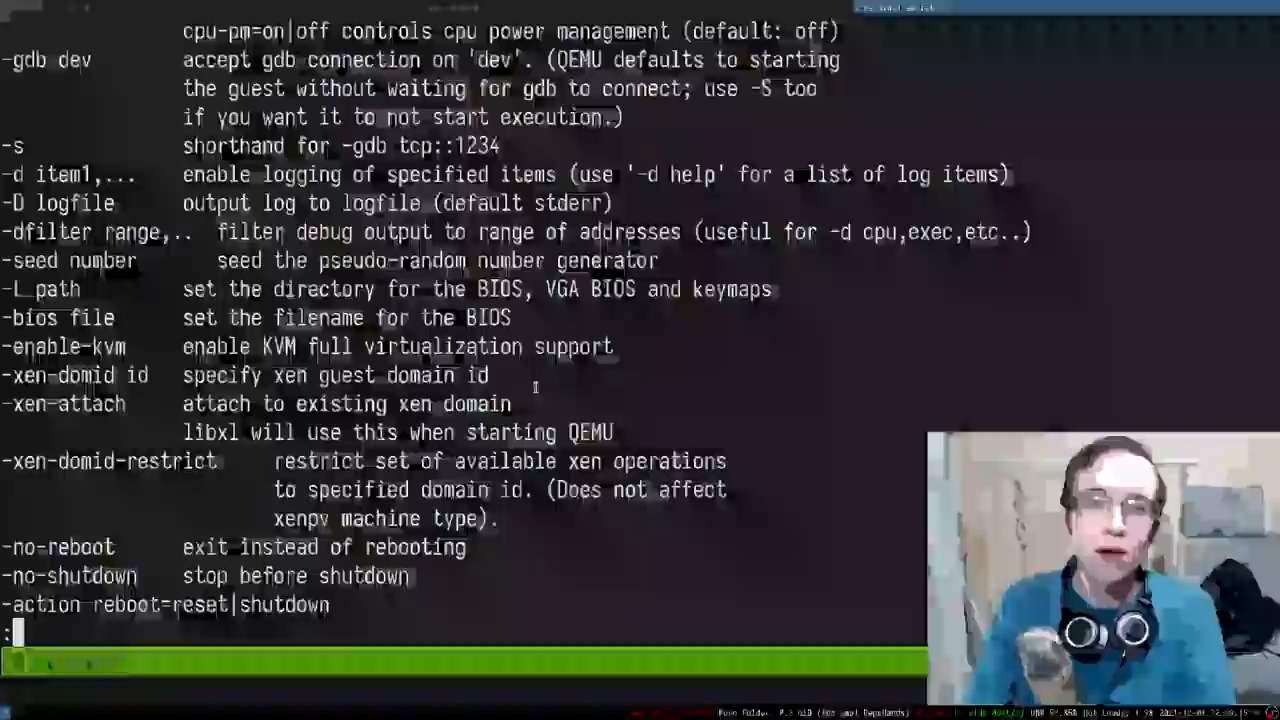 cpu-pm=on|off controls cpu power management (default: off)
-gdb dev accept gdb connection on 'dev'. (QEMU defaults to starting
the guest without waiting for gdb to connect; use -S too
if you want it to not start execution.)
-s shorthand for -gdb tcp::1234
-d item1,... enable logging of specified items (use '-d help' for a list of log items)
-D logfile output log to logfile (default stderr)
-dfilter range,.. filter debug output to range of addresses (useful for -d cpu,exec,etc..)
-seed number seed the pseudo-random number generator
-L path set the directory for the BIOS, VGA BIOS and keymaps
-bios file set the filename for the BIOS
-enable-kvm enable KVM full virtualization support
-xen-domid id specify xen guest domain id
-xen-attach attach to existing xen domain
libxl will use this when starting QEMU
-xen-domid-restrict restrict set of available xen operations
to specified domain id. (Does not affect
xenpv machine type).
-no-reboot exit instead of rebooting
-no-shutdown stop before shutdown
-action reboot=reset|shutdown
: